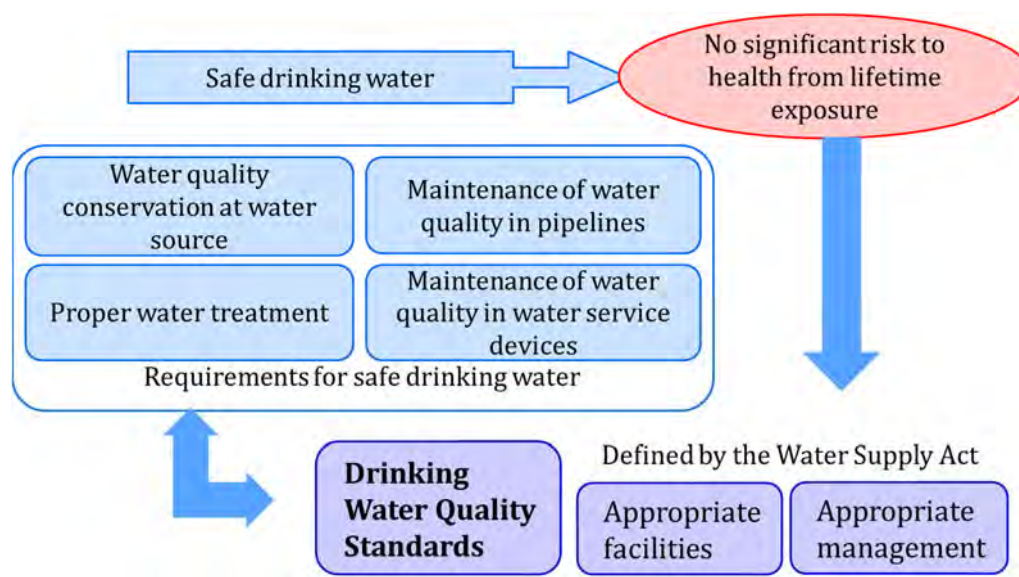 Safe drinking water
No significant risk to
health from lifetime
exposure
Water quality
conservation at water
source
Maintenance of water
quality in pipelines
Proper water treatment
Maintenance of water
quality in water service
devices
Requirements for safe drinking water
Drinking
Water Quality
Standards
Defined by the Water Supply Act
Appropriate
facilities
Appropriate
management